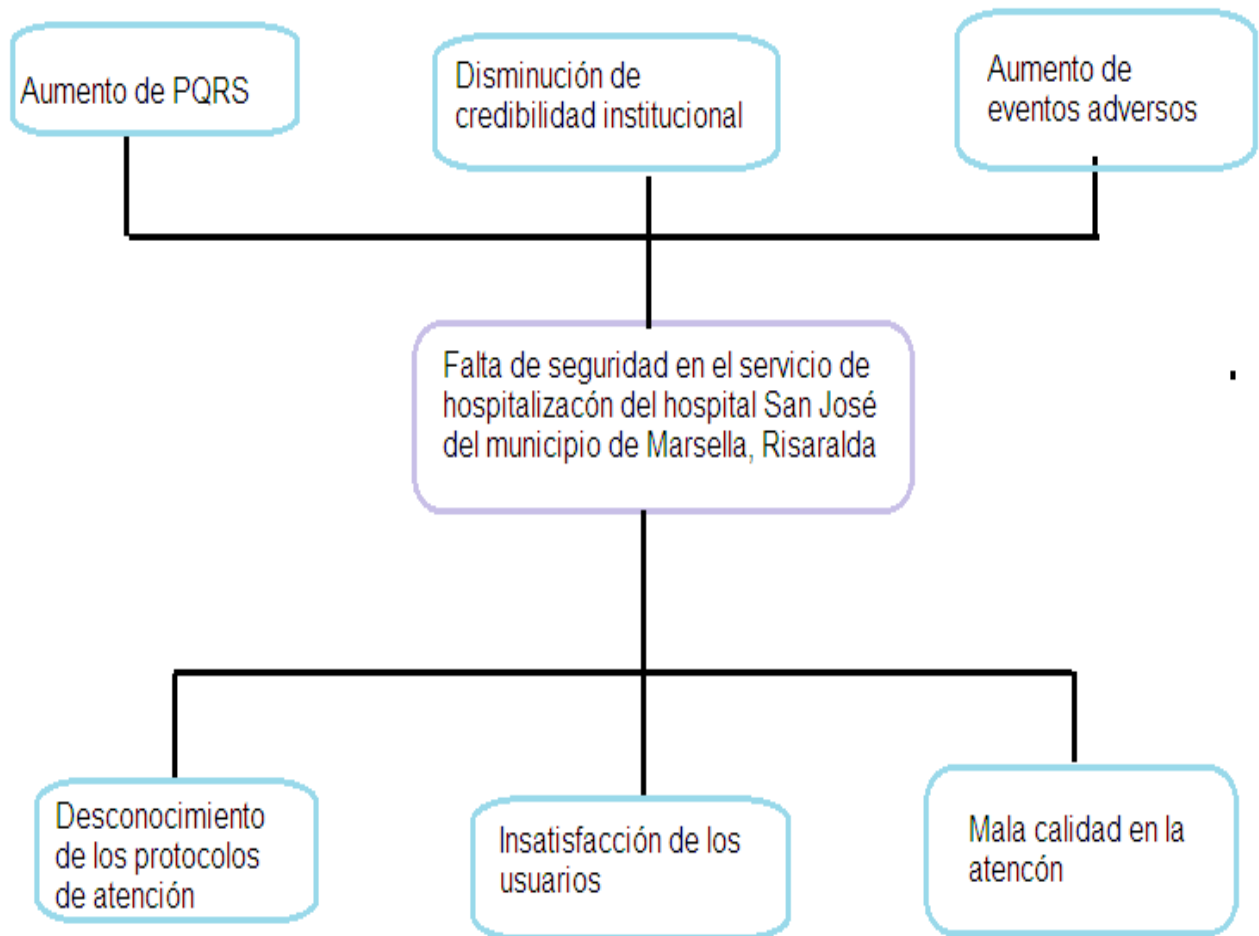 Aumento de PQRS
Disminución de
credibilidad institucional
Aumento de
eventos adversos
Falta de seguridad en el servicio de
hospitalizacón del hospital San José
del municipio de Marsella, Risaralda
Desconocimiento
de los protocolos
de atención
Insatisfacción de los
usuarios
Mala calidad en la
atencón